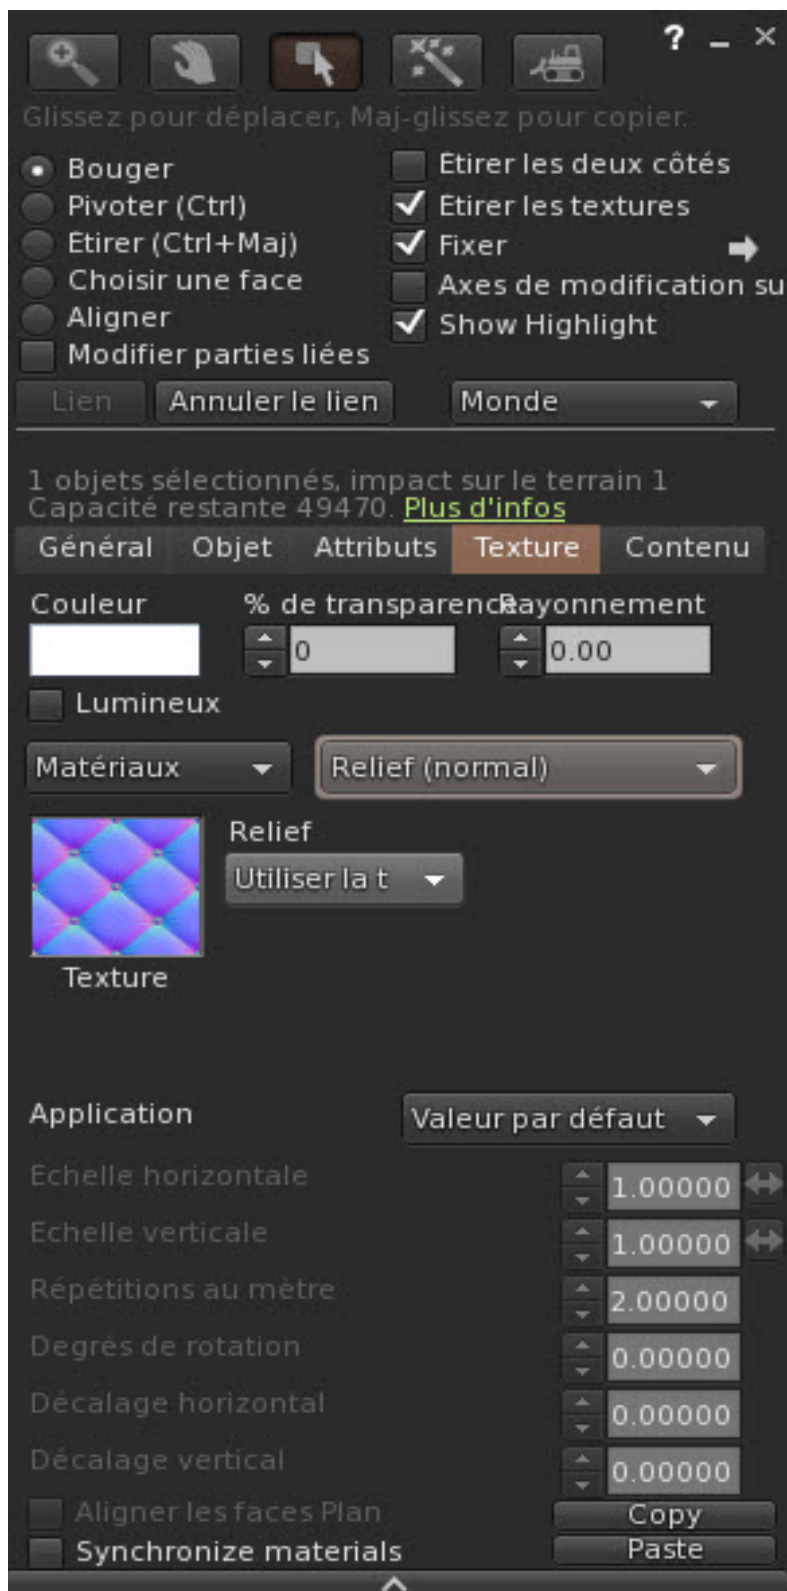 ?
Glissez pour déplacer, Maj-glissez pour copier.
Bouger
Pivoter (Ctrl)
Etirer (Ctrl+Maj)
Choisir une face
Aligner
Modifier parties liées
Etirer les deux côtés
Etirer les textures
Fixer
Axes de modification su
Show Highlight
Lien Annuler le lien Monde
1 objets sélectionnés, impact sur le terrain 1
Capacité restante 49470. Plus d'infos
Général Objet Attributs Texture Contenu
Couleur % de transparence Rayonnement
0 0.00
Lumineux
Matériaux Relief (normal)
Relief
Utiliser la t
Texture
Application Valeur par défaut
Echelle horizontale 1.00000
Echelle verticale 1.00000
Répétitions au mètre 2.00000
Degrés de rotation 0.00000
Décalage horizontal 0.00000
Décalage vertical 0.00000
Aligner les faces Plan Copy
Synchronize materials Paste